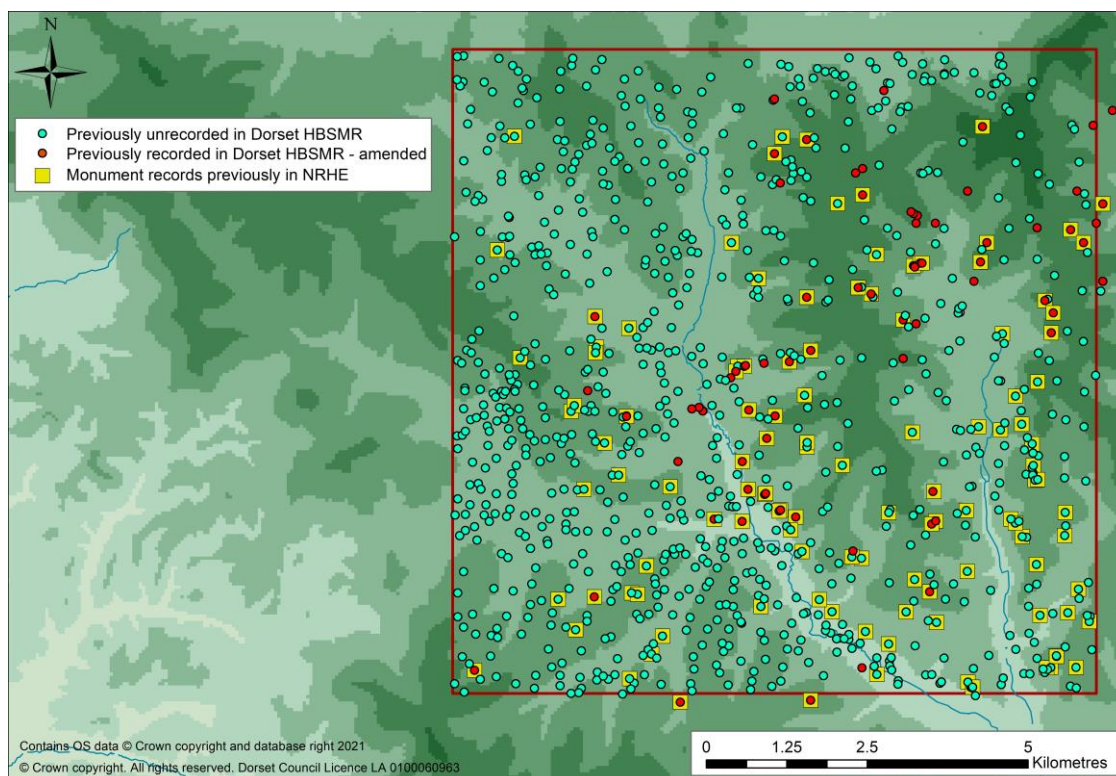 N
Previously unrecorded in Dorset HBSMR
Previously recorded in Dorset HBSMR - amended
Monument records previously in NRHE
Contains OS data © Crown copyright and database right 2021
© Crown copyright. All rights reserved. Dorset Council Licence LA 0100060963
0 1.25 2.5 5
Kilometres